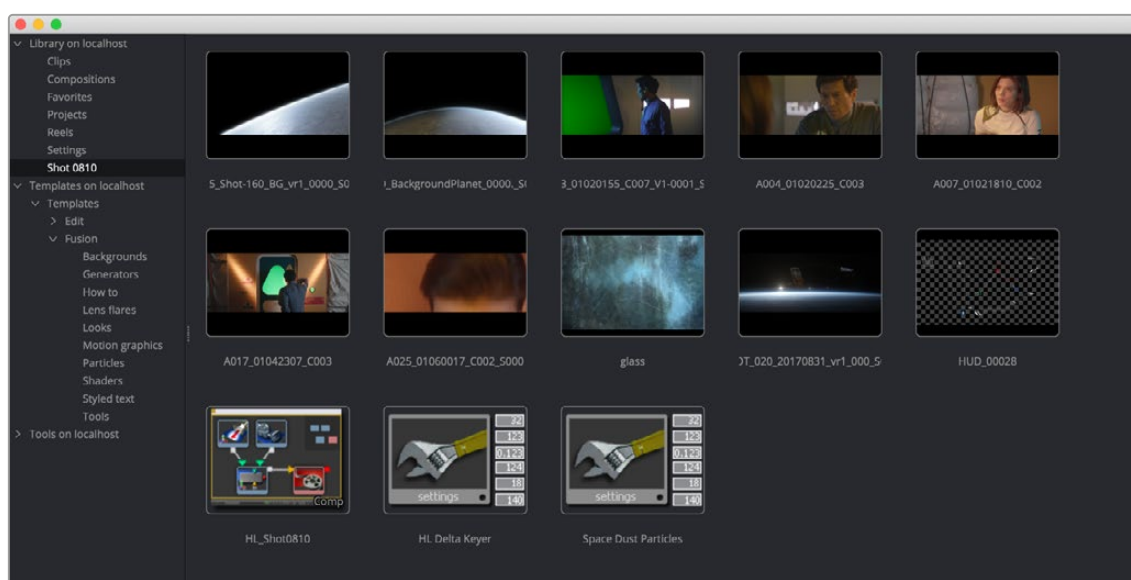 Library on localhost
Clips
Compositions
Favorites
Projects
Reels
Settings
Shot 0810
Templates on localhost
Templates
Edit
Fusion
Backgrounds
Generators
How to
Lens flares
Looks
Motion graphics
Particles
Shaders
Styled text
Tools
Tools on localhost
5_Shot-160_BG_vr1_0000_S0
_BackgroundPlanet_0000._S(
3_01020155_C007_V1-0001_S
A004_01020225_C003
A007_01021810_C002
A017_01042307_C003
A025_01060017_C002_S000
glass
OT_020_20170831_vr1_000_S
HUD_00028
Comp
HL_Shot0810
settings
32
123
0.123
124
18
140
HL Delta Keyer
settings
32
123
0.123
124
18
140
Space Dust Particles